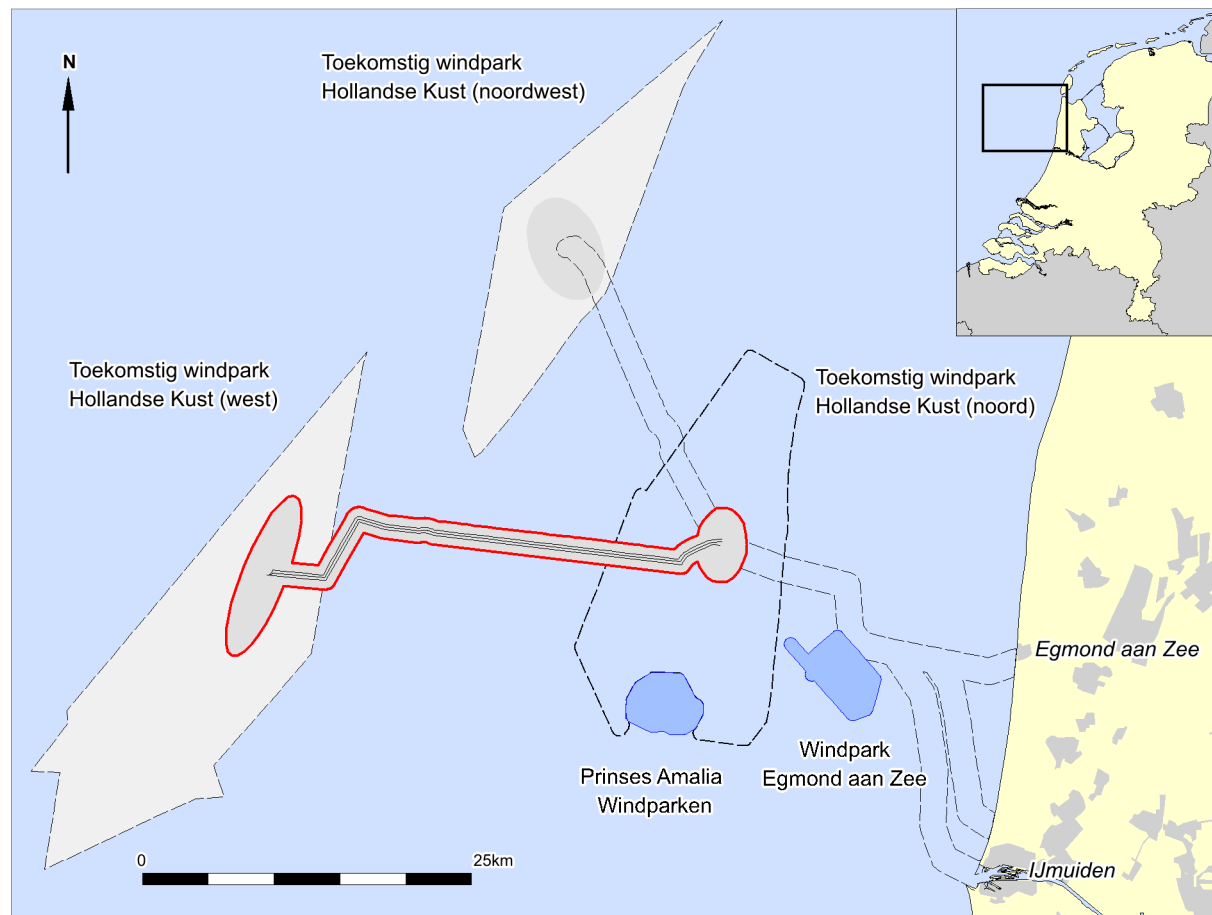 Toekomstig windpark
Hollandse Kust (noordwest)
N
Toekomstig windpark
Hollandse Kust (west)
Toekomstig windpark
Hollandse Kust (noord)
Egmond aan Zee
Windpark
Egmond aan Zee
Prinses Amalia
Windparken
0
25km
IJmuiden